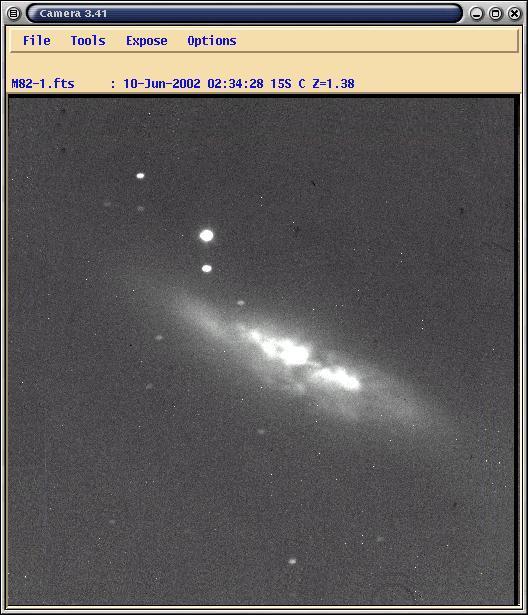 Camera 3.41
File Tools Expose Options
M82-1.fts : 10-Jun-2002 02:34:28 15S C Z=1.38